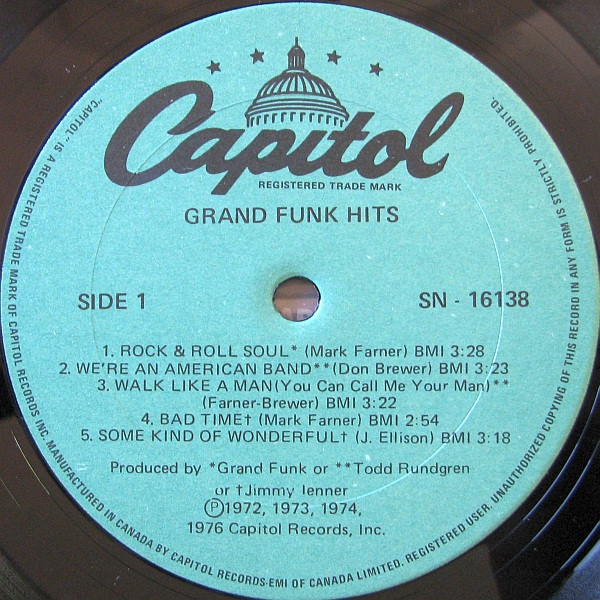 Capitol
REGISTERED TRADE MARK
GRAND FUNK HITS
SIDE 1
SN - 16138
1. ROCK & ROLL SOUL* (Mark Farner) BMI 3:28
2. WE'RE AN AMERICAN BAND** (Don Brewer) BMI 3:23
3. WALK LIKE A MAN (You Can Call Me Your Man)**
(Farner-Brewer) BMI 3:22
4. BAD TIME† (Mark Farner) BMI 2:54
5. SOME KIND OF WONDERFUL† (J. Ellison) BMI 3:18
Produced by *Grand Funk or **Todd Rundgren
or †Jimmy Ienner
Ⓟ1972, 1973, 1974,
1976 Capitol Records, Inc.
"CAPITOL" IS A REGISTERED TRADE MARK OF CAPITOL RECORDS INC. MANUFACTURED IN CANADA BY CAPITOL RECORDS-EMI OF CANADA LIMITED. REGISTERED USER. UNAUTHORIZED COPYING OF THIS RECORD IN ANY FORM IS STRICTLY PROHIBITED.